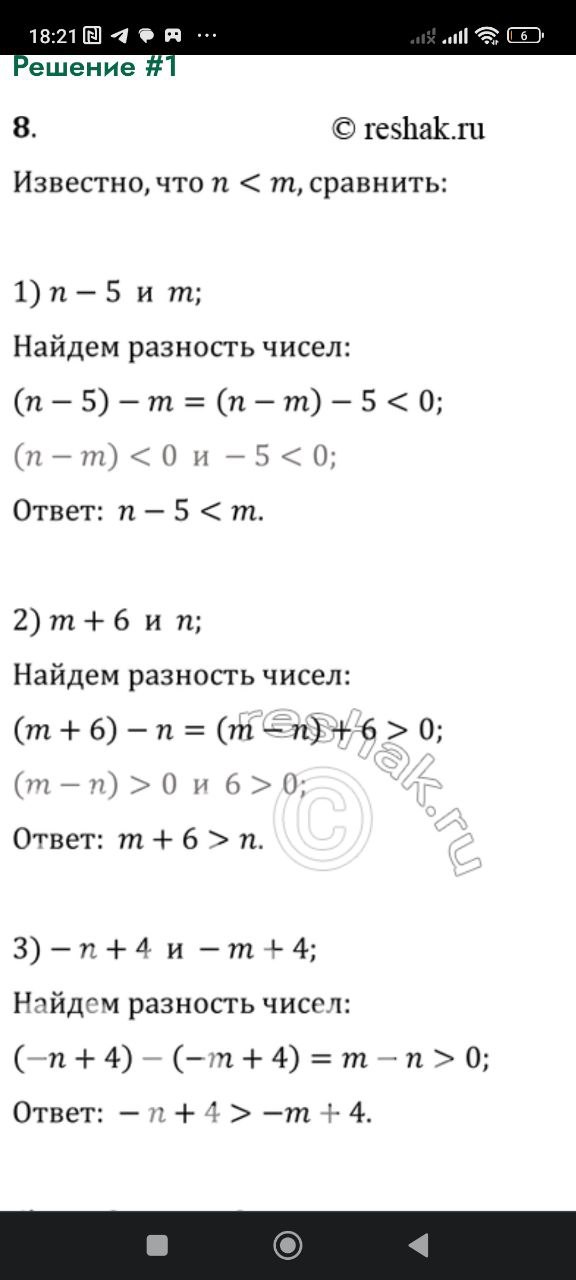 18:21
6
Решение #1
8.
© reshak.ru
Известно, что n < m, сравнить:
1) n − 5 и m;
Найдем разность чисел:
(n − 5) − m = (n − m) − 5 < 0;
(n − m) < 0 и − 5 < 0;
Ответ: n − 5 < m.
2) m + 6 и n;
Найдем разность чисел:
(m + 6) − n = (m − n) + 6 > 0;
(m − n) > 0 и 6 > 0;
Ответ: m + 6 > n.
reshak.ru
©
3) − n + 4 и − m + 4;
Найдем разность чисел:
(−n + 4) − (−m + 4) = m − n > 0;
Ответ: − n + 4 > −m + 4.